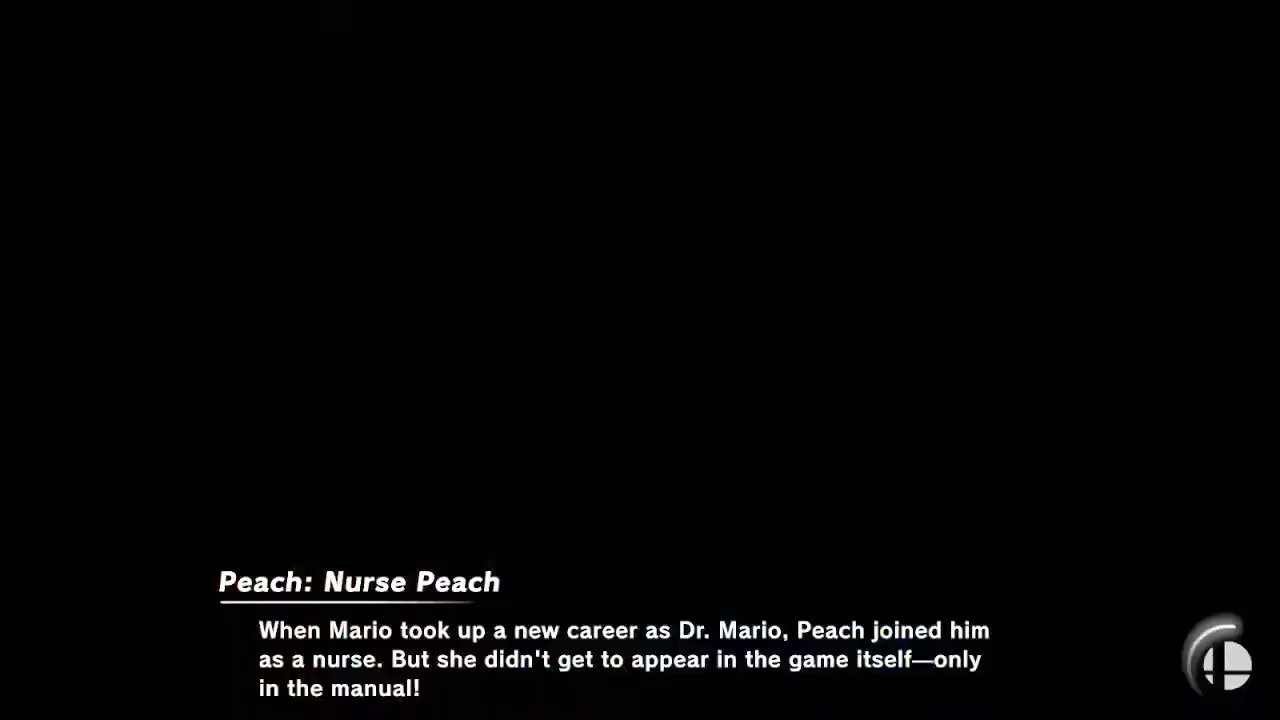 Peach: Nurse Peach
When Mario took up a new career as Dr. Mario, Peach joined him
as a nurse. But she didn't get to appear in the game itself—only
in the manual!